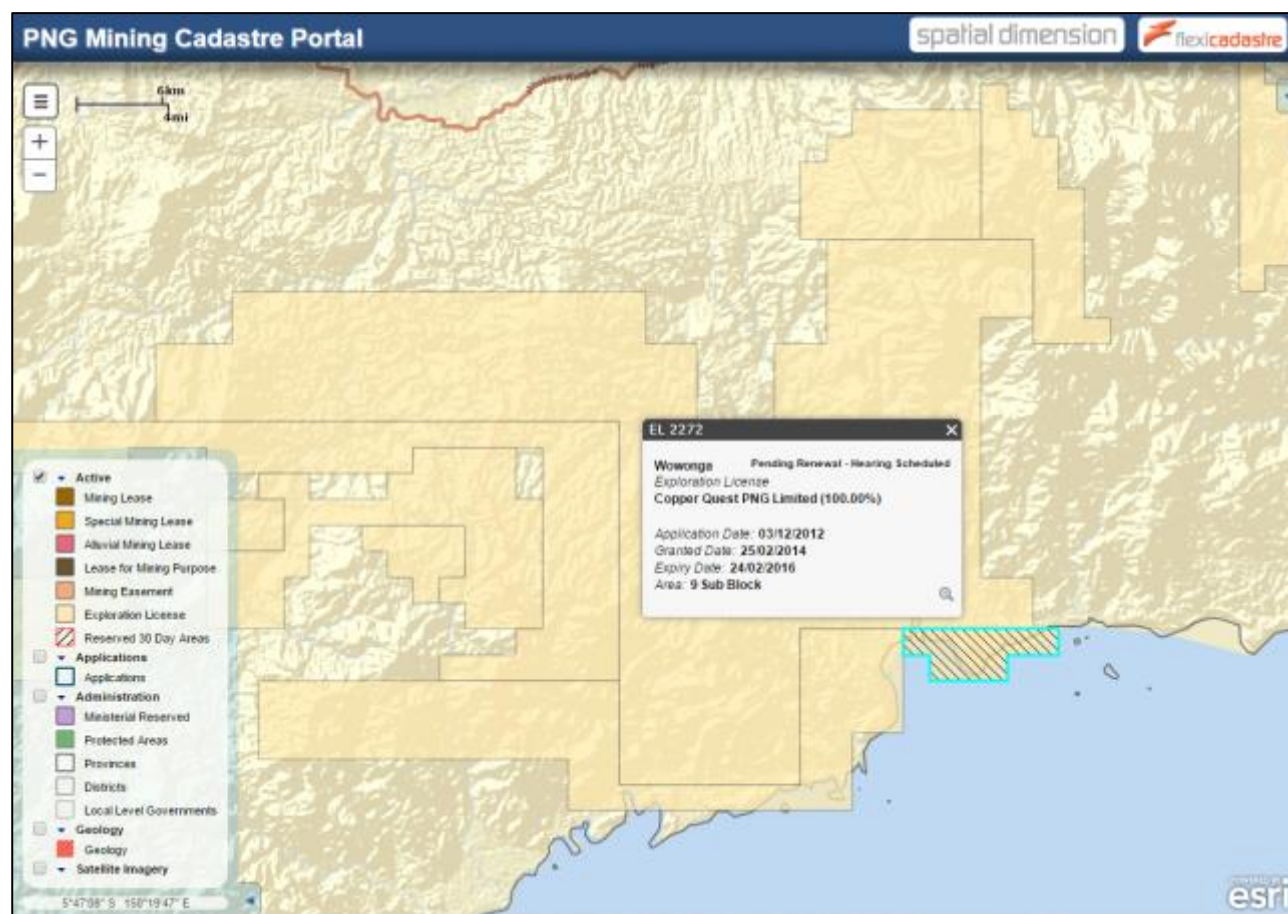 PNG Mining Cadastre Portal
spatial dimension
flexicadastre
6km
4mi
EL 2272
Wowonga Pending Renewal - Hearing Scheduled
Exploration License
Copper Quest PNG Limited (100.00%)
Application Date: 03/12/2012
Granted Date: 25/02/2014
Expiry Date: 24/02/2016
Area: 9 Sub Block
Active
Mining Lease
Special Mining Lease
Alluvial Mining Lease
Lease for Mining Purpose
Mining Easement
Exploration License
Reserved 30 Day Areas
Applications
Applications
Administration
Ministerial Reserved
Protected Areas
Provinces
Districts
Local Level Governments
Geology
Geology
Satellite Imagery
esri